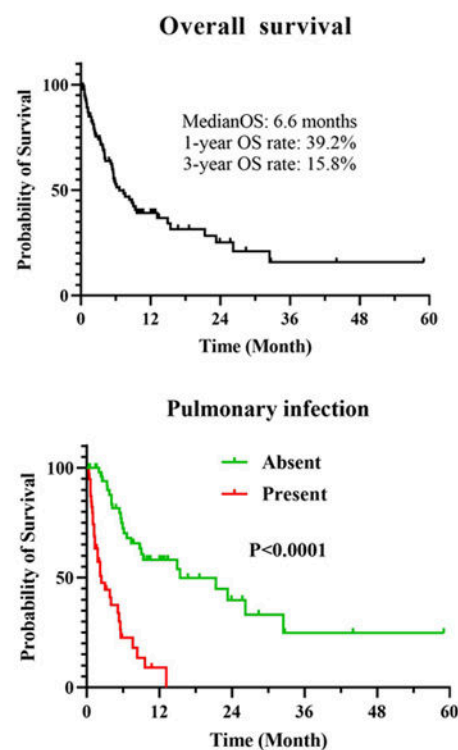 Overall survival
Probability of Survival
100
50
0
MedianOS: 6.6 months
1-year OS rate: 39.2%
3-year OS rate: 15.8%
0 12 24 36 48 60
Time (Month)
Pulmonary infection
Probability of Survival
100
50
0
Absent
Present
P<0.0001
0 12 24 36 48 60
Time (Month)